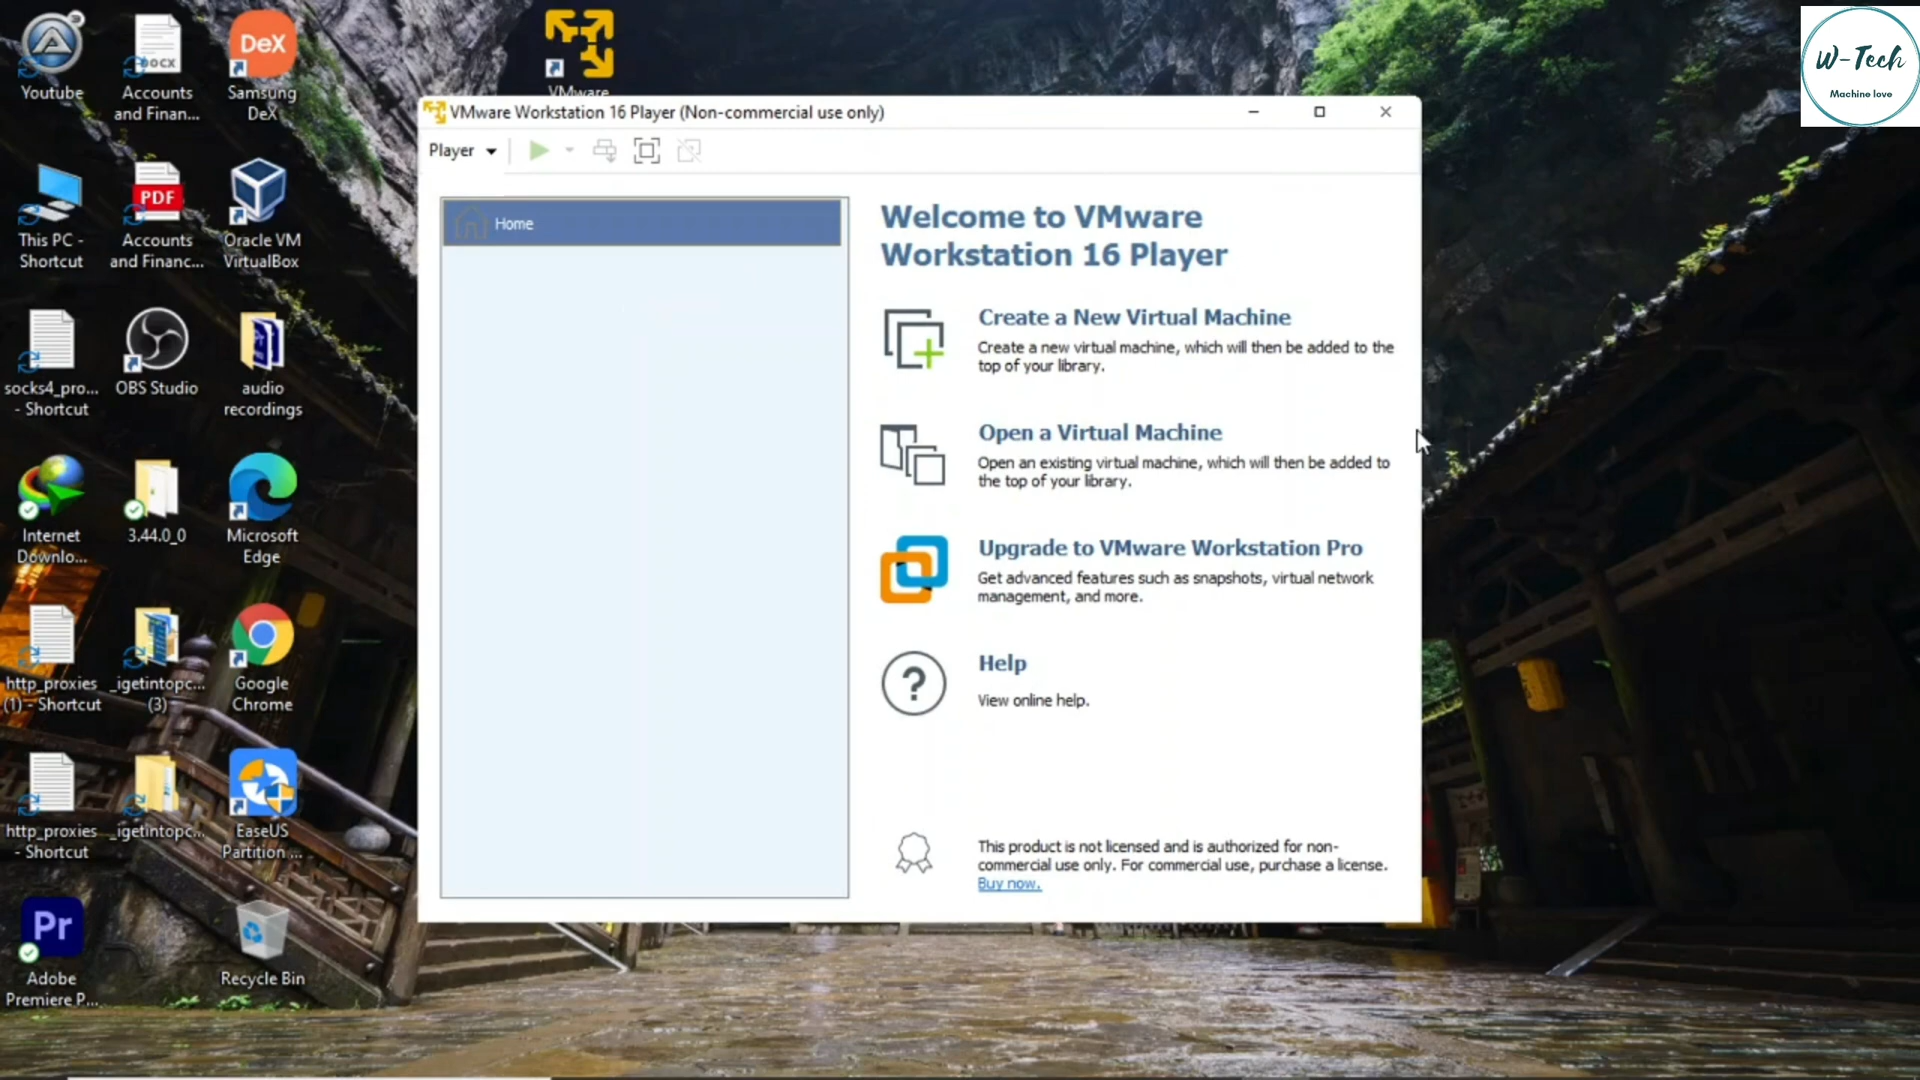 Youtube
DOCX
Accounts
and Finan...
DeX
Samsung
DeX
VMware
W-Tech
Machine love
This PC -
Shortcut
PDF
Accounts
and Financ...
Oracle VM
VirtualBox
socks4_pro...
- Shortcut
OBS Studio
audio
recordings
Internet
Downlo...
3.44.0_0
Microsoft
Edge
http_proxies
(1) - Shortcut
_igetintopc...
(3)
Google
Chrome
http_proxies
- Shortcut
_igetintopc...
EaseUS
Partition ...
Pr
Adobe
Premiere P...
Recycle Bin
VMware Workstation 16 Player (Non-commercial use only)
Player
Home
Welcome to VMware
Workstation 16 Player
Create a New Virtual Machine
Create a new virtual machine, which will then be added to the
top of your library.
Open a Virtual Machine
Open an existing virtual machine, which will then be added to
the top of your library.
Upgrade to VMware Workstation Pro
Get advanced features such as snapshots, virtual network
management, and more.
?
Help
View online help.
This product is not licensed and is authorized for non-
commercial use only. For commercial use, purchase a license.
Buy now.